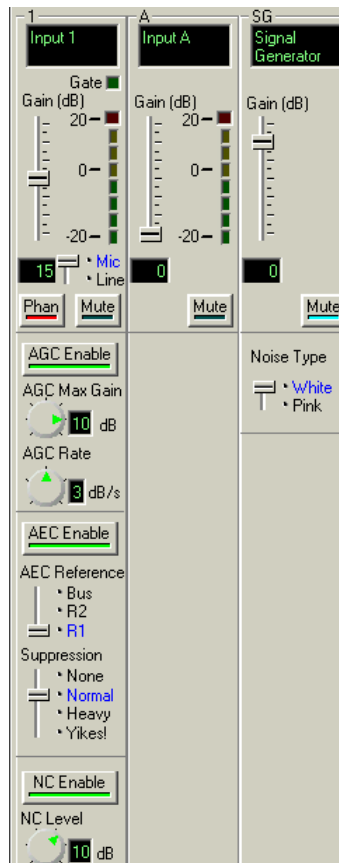 1
Input 1
Gate
Gain (dB)
20
0
-20
15
Mic
Line
Phan
Mute
AGC Enable
AGC Max Gain
10 dB
AGC Rate
3 dB/s
AEC Enable
AEC Reference
Bus
R2
R1
Suppression
None
Normal
Heavy
Yikes!
NC Enable
NC Level
10 dB
A
Input A
Gain (dB)
20
0
-20
0
Mute
SG
Signal
Generator
Gain (dB)
0
Mute
Noise Type
White
Pink